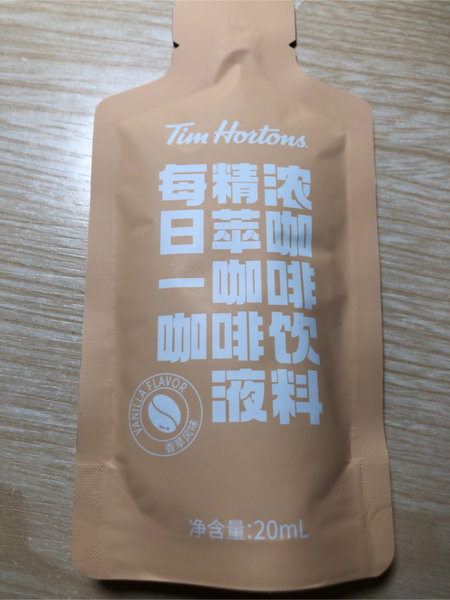 Tim Hortons.
每日一咖
精萃咖啡液
浓咖啡饮料
VANILLA FLAVOR
香草风味
净含量:20mL